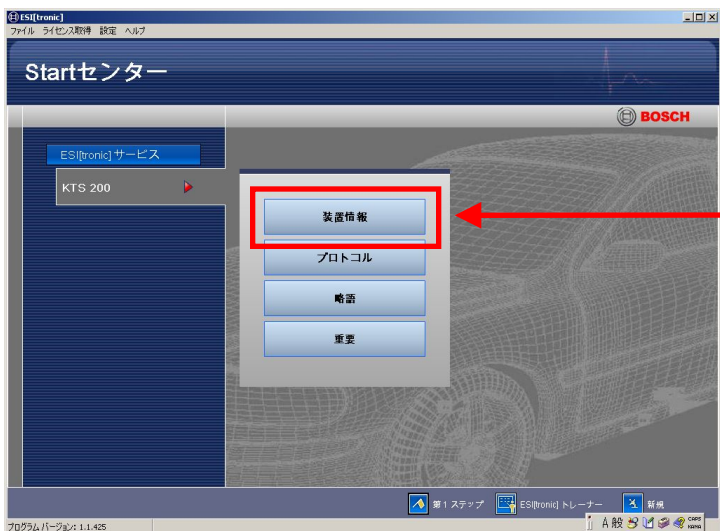 ESI[tronic]
ファイル ライセンス取得 設定 ヘルプ
Startセンター
BOSCH
ESI[tronic] サービス
KTS 200
装置情報
プロトコル
略語
重要
第1 ステップ ESI[tronic] トレーナー 新規
プログラム バージョン: 1.1.425
A 般 CAPS KANA